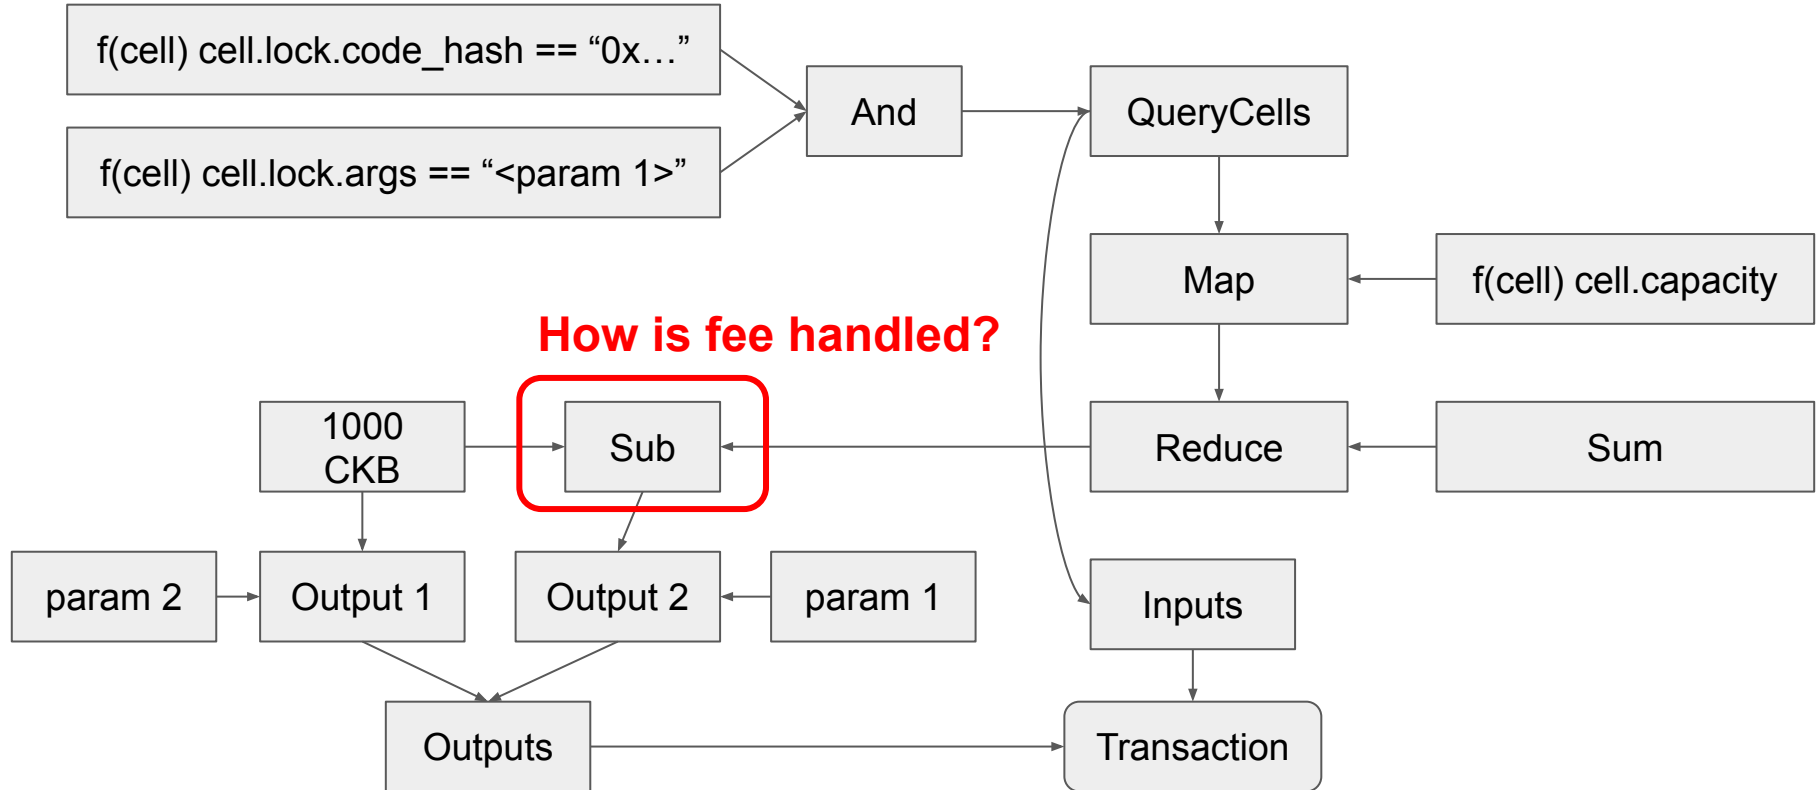 f(cell) cell.lock.code_hash == “0x…”
And
QueryCells
f(cell) cell.lock.args == “<param 1>”
Map
f(cell) cell.capacity
How is fee handled?
1000
CKB
Sub
Reduce
Sum
param 2
Output 1
Output 2
param 1
Inputs
Outputs
Transaction